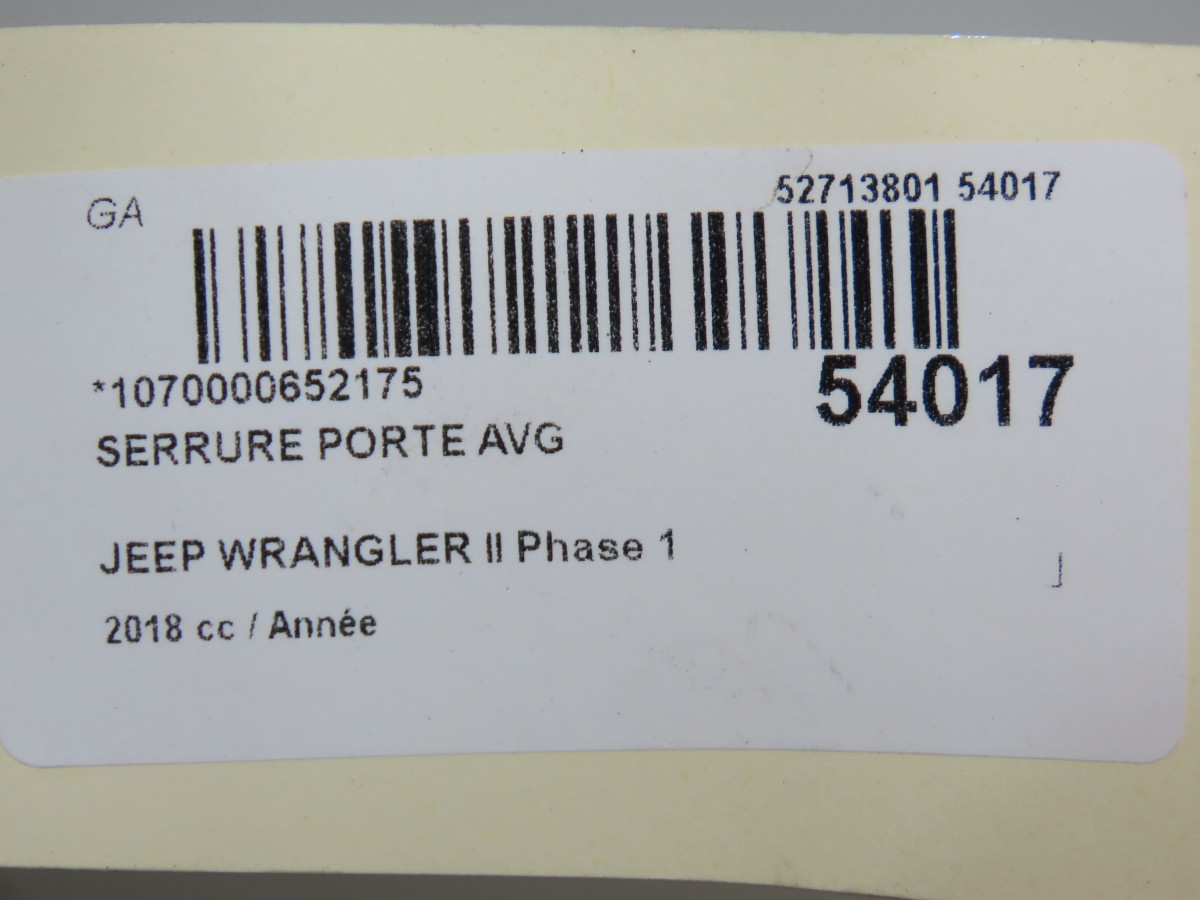 GA
52713801 54017
*1070000652175
54017
SERRURE PORTE AVG
JEEP WRANGLER II Phase 1
2018 cc / Année